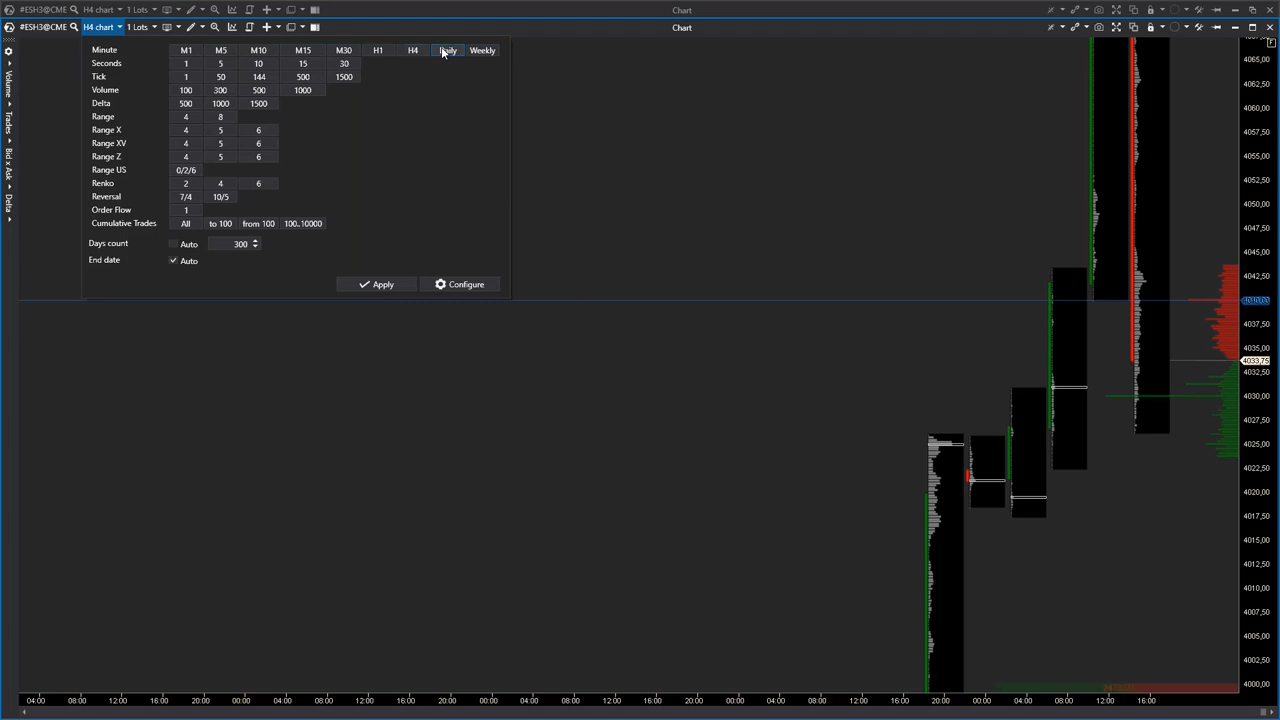 #ESH3@CME H4 chart 1 Lots Chart
#ESH3@CME H4 chart 1 Lots Chart
Minute M1 M5 M10 M15 M30 H1 H4 Daily Weekly
Seconds 1 5 10 15 30
Tick 1 50 144 500 1500
Volume 100 300 500 1000
Delta 500 1000 1500
Range 4 8
Range X 4 5 6
Range XV 4 5 6
Range Z 4 5 6
Range US 0/2/6
Renko 2 4 6
Reversal 7/4 10/5
Order Flow 1
Cumulative Trades All to 100 from 100 100..10000
Days count Auto 300
End date Auto
Apply Configure
Volume
Trades
Bid x Ask
Delta
F
4065,00
4062,50
4060,00
4057,50
4055,00
4052,50
4050,00
4047,50
4045,00
4042,50
4040,00
4037,50
4035,00
4033,75
4032,50
4030,00
4027,50
4025,00
4022,50
4020,00
4017,50
4015,00
4012,50
4010,00
4007,50
4005,00
4002,50
4000,00
04:00 08:00 12:00 16:00 20:00 00:00 04:00 08:00 12:00 16:00 20:00 00:00 04:00 08:00 12:00 16:00 20:00 00:00 04:00 08:00 12:00 16:00 20:00 00:00 04:00 08:00 12:00 16:00